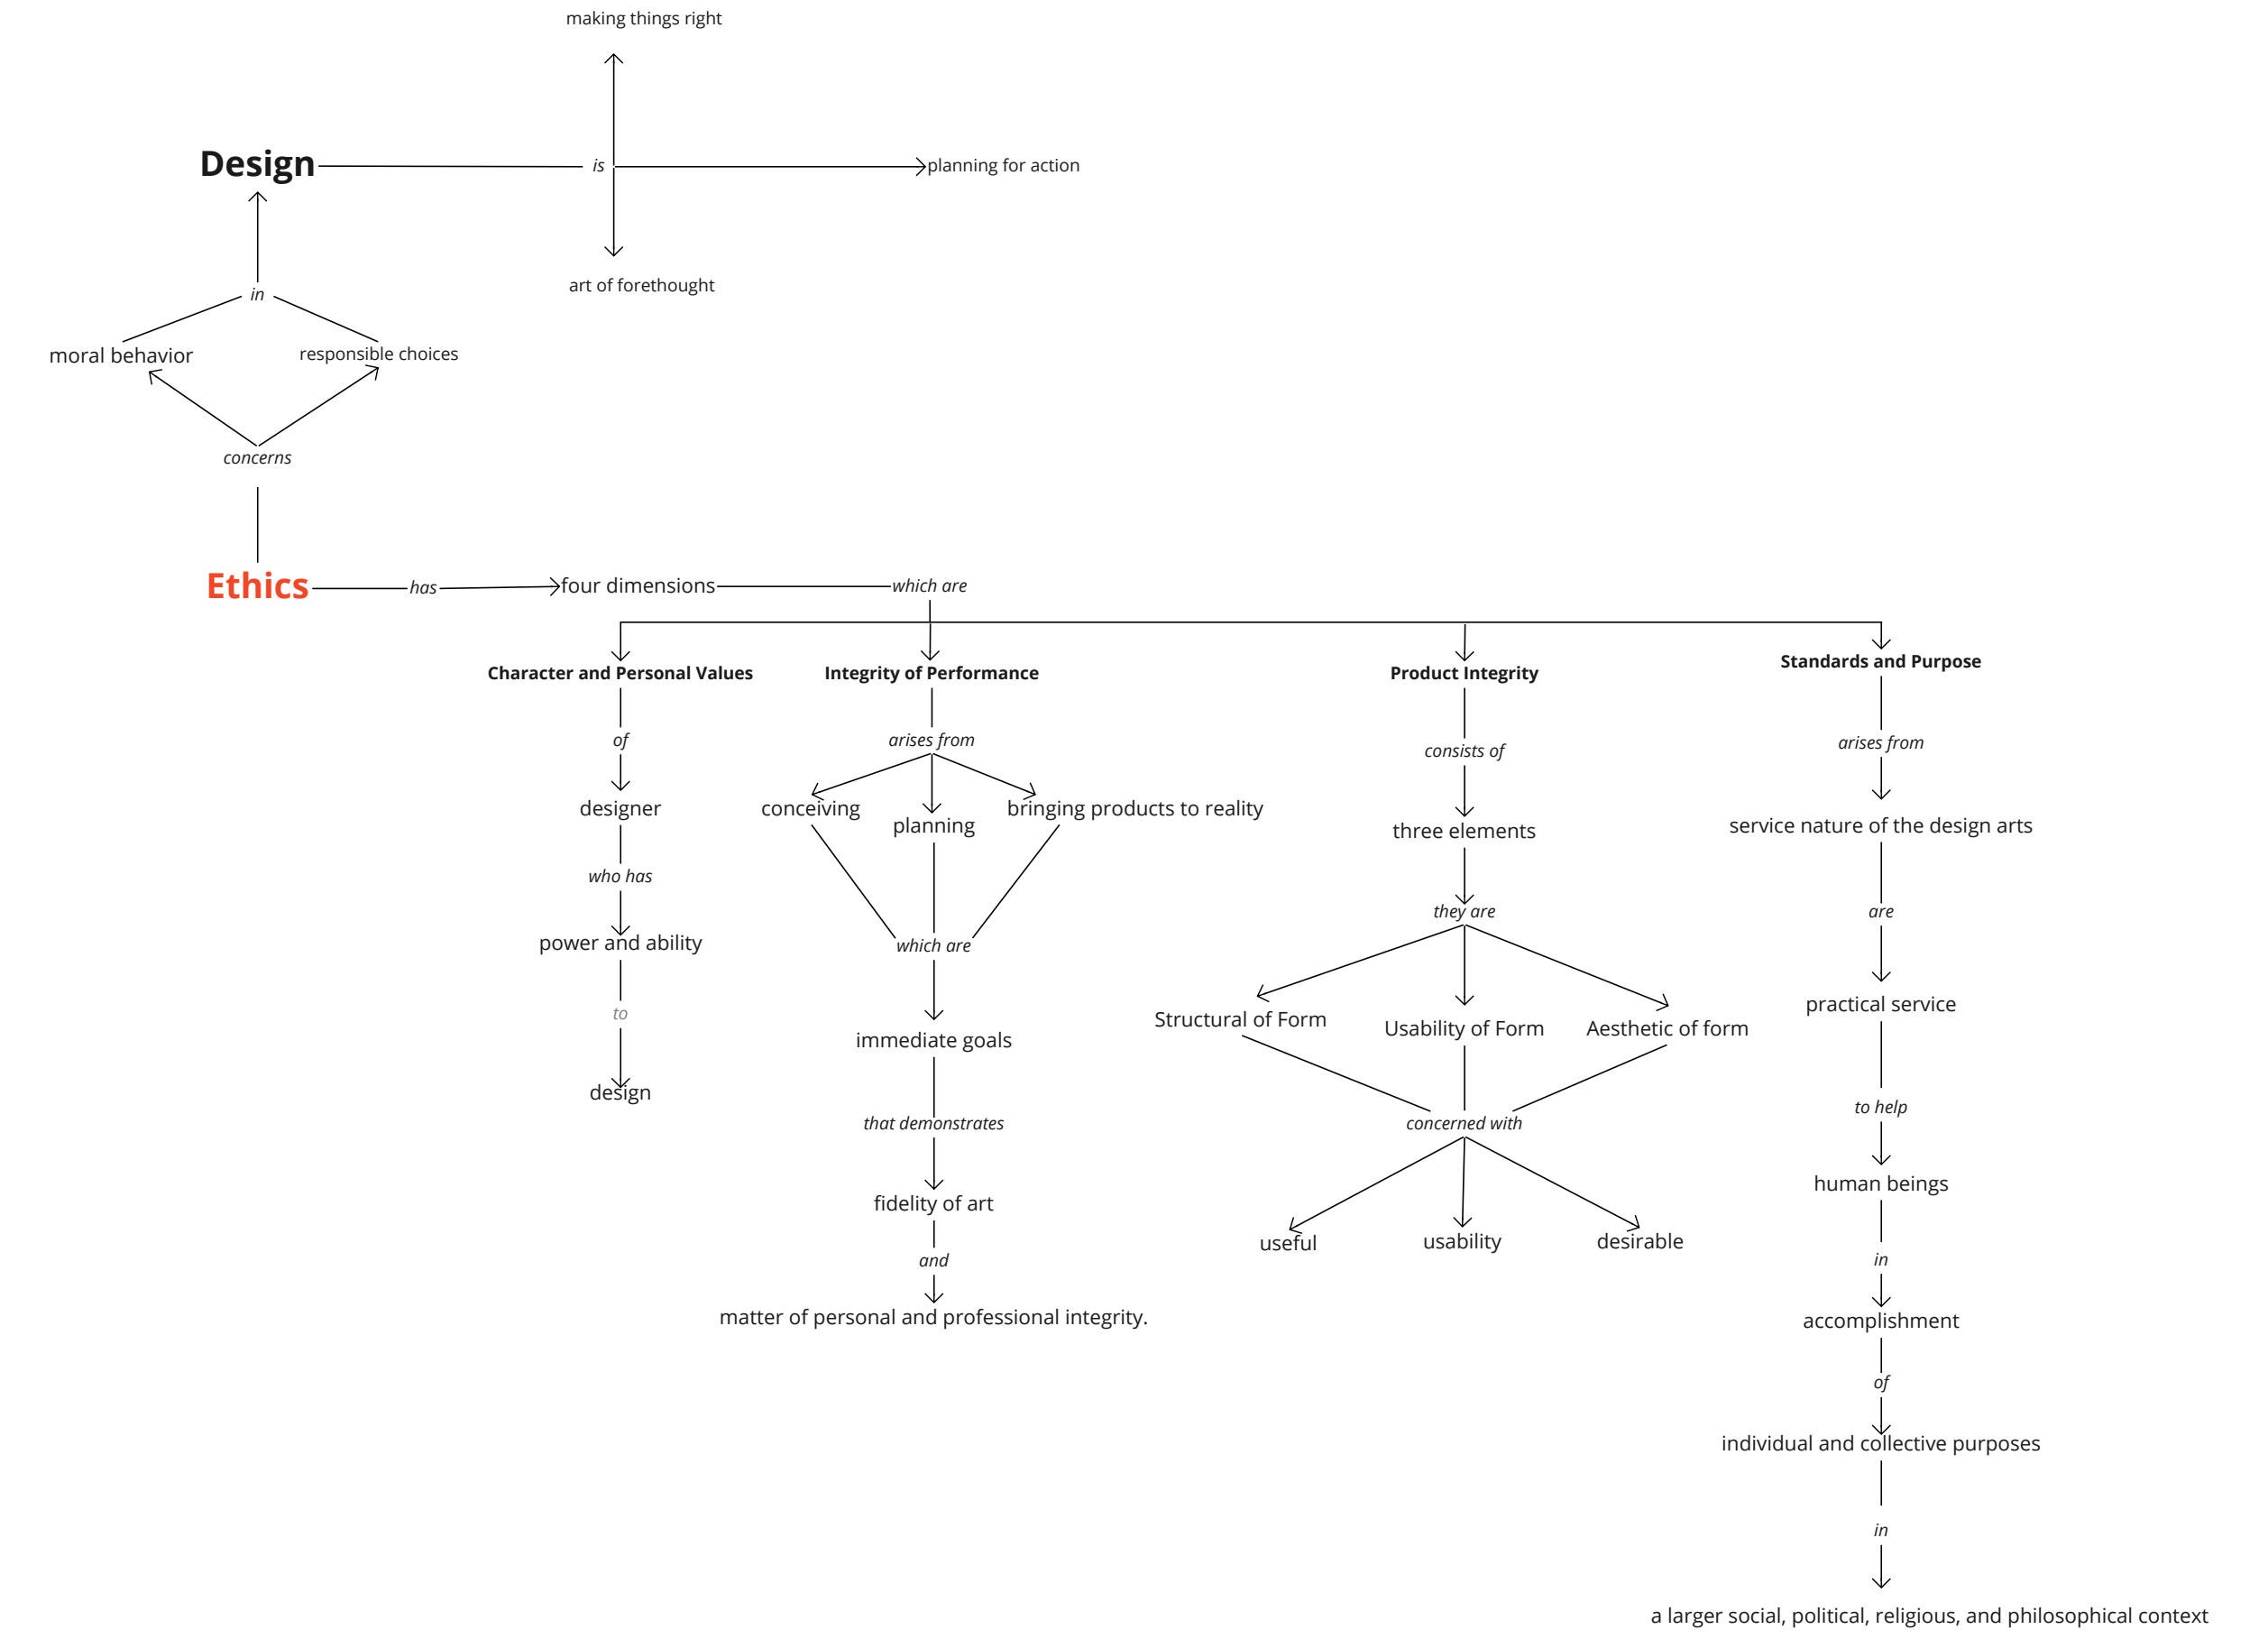 making things right
Design
is
planning for action
art of forethought
in
moral behavior
responsible choices
concerns
Ethics
has
four dimensions
which are
Character and Personal Values
of
designer
who has
power and ability
to
design
Integrity of Performance
arises from
conceiving
planning
bringing products to reality
which are
immediate goals
that demonstrates
fidelity of art
and
matter of personal and professional integrity.
Product Integrity
consists of
three elements
they are
Structural of Form
Usability of Form
Aesthetic of form
concerned with
useful
usability
desirable
Standards and Purpose
arises from
service nature of the design arts
are
practical service
to help
human beings
in
accomplishment
of
individual and collective purposes
in
a larger social, political, religious, and philosophical context